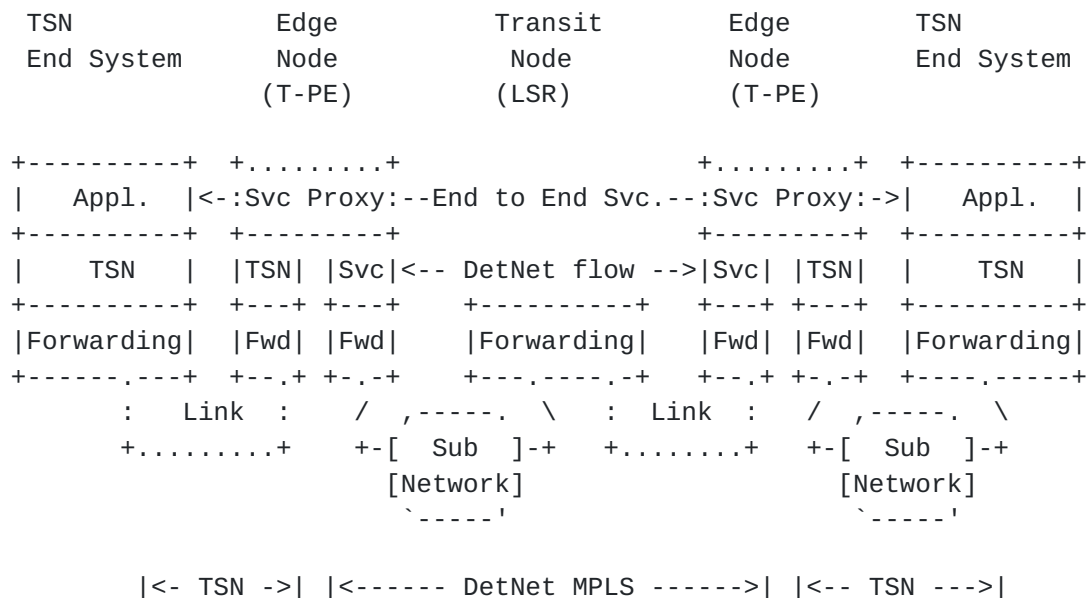 TSN              Edge          Transit         Edge        TSN
 End System      Node           Node          Node        End System
                (T-PE)          (LSR)         (T-PE)

+----------+  +.........+                    +.........+  +----------+
|   Appl.  |<-:Svc Proxy:--End to End Svc.--:Svc Proxy:->|   Appl.  |
+----------+  +---------+                    +---------+  +----------+
|    TSN   |  |TSN| |Svc|<-- DetNet flow -->|Svc| |TSN|  |    TSN   |
+----------+  +---+ +---+    +----------+   +---+ +---+  +----------+
|Forwarding|  |Fwd| |Fwd|    |Forwarding|   |Fwd| |Fwd|  |Forwarding|
+------.---+  +--.+ +-.-+    +---.----.-+   +--.+ +-.-+  +----.-----+
       :   Link  :    /  ,-----.  \   :  Link  :   /  ,-----.  \
       +.........+    +-[  Sub  ]-+   +........+   +-[  Sub  ]-+
                        [Network]                    [Network]
                         `-----'                      `-----'

        |<- TSN ->| |<------ DetNet MPLS ------>| |<-- TSN --->|